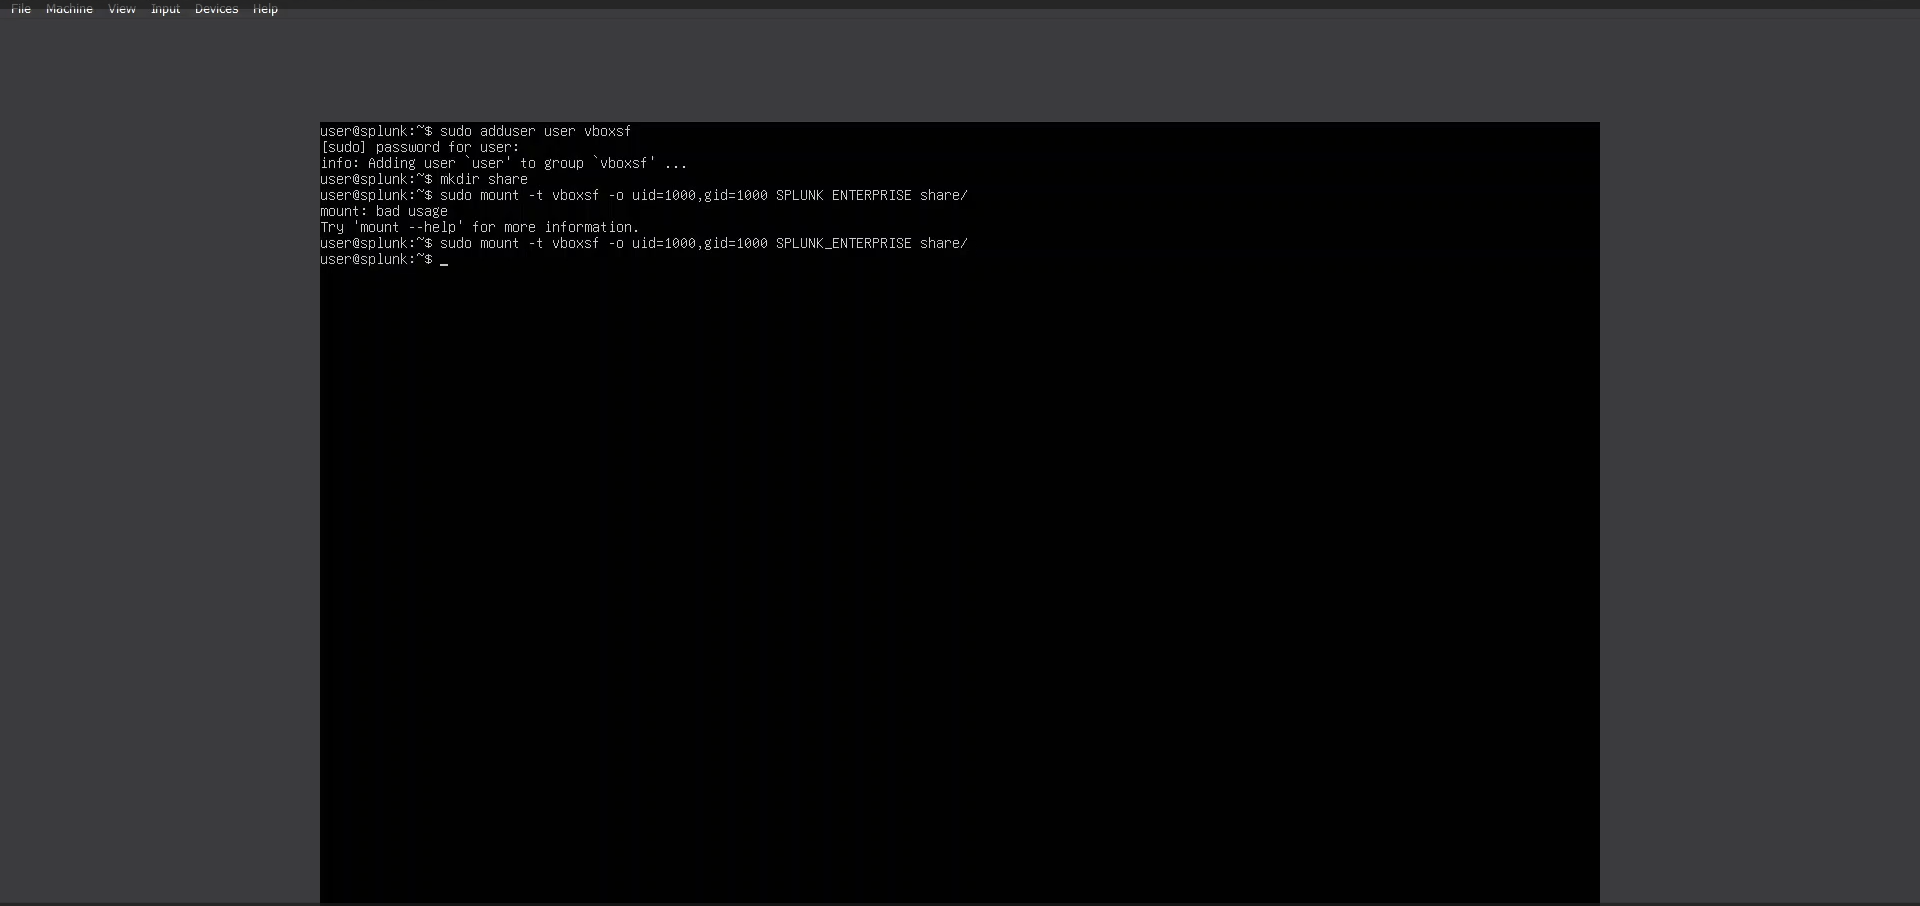 File Machine View Input Devices Help
user@splunk:~$ sudo adduser user vboxsf
[sudo] password for user:
info: Adding user `user' to group `vboxsf' ...
user@splunk:~$ mkdir share
user@splunk:~$ sudo mount -t vboxsf -o uid=1000,gid=1000 SPLUNK ENTERPRISE share/
mount: bad usage
Try 'mount --help' for more information.
user@splunk:~$ sudo mount -t vboxsf -o uid=1000,gid=1000 SPLUNK_ENTERPRISE share/
user@splunk:~$ _